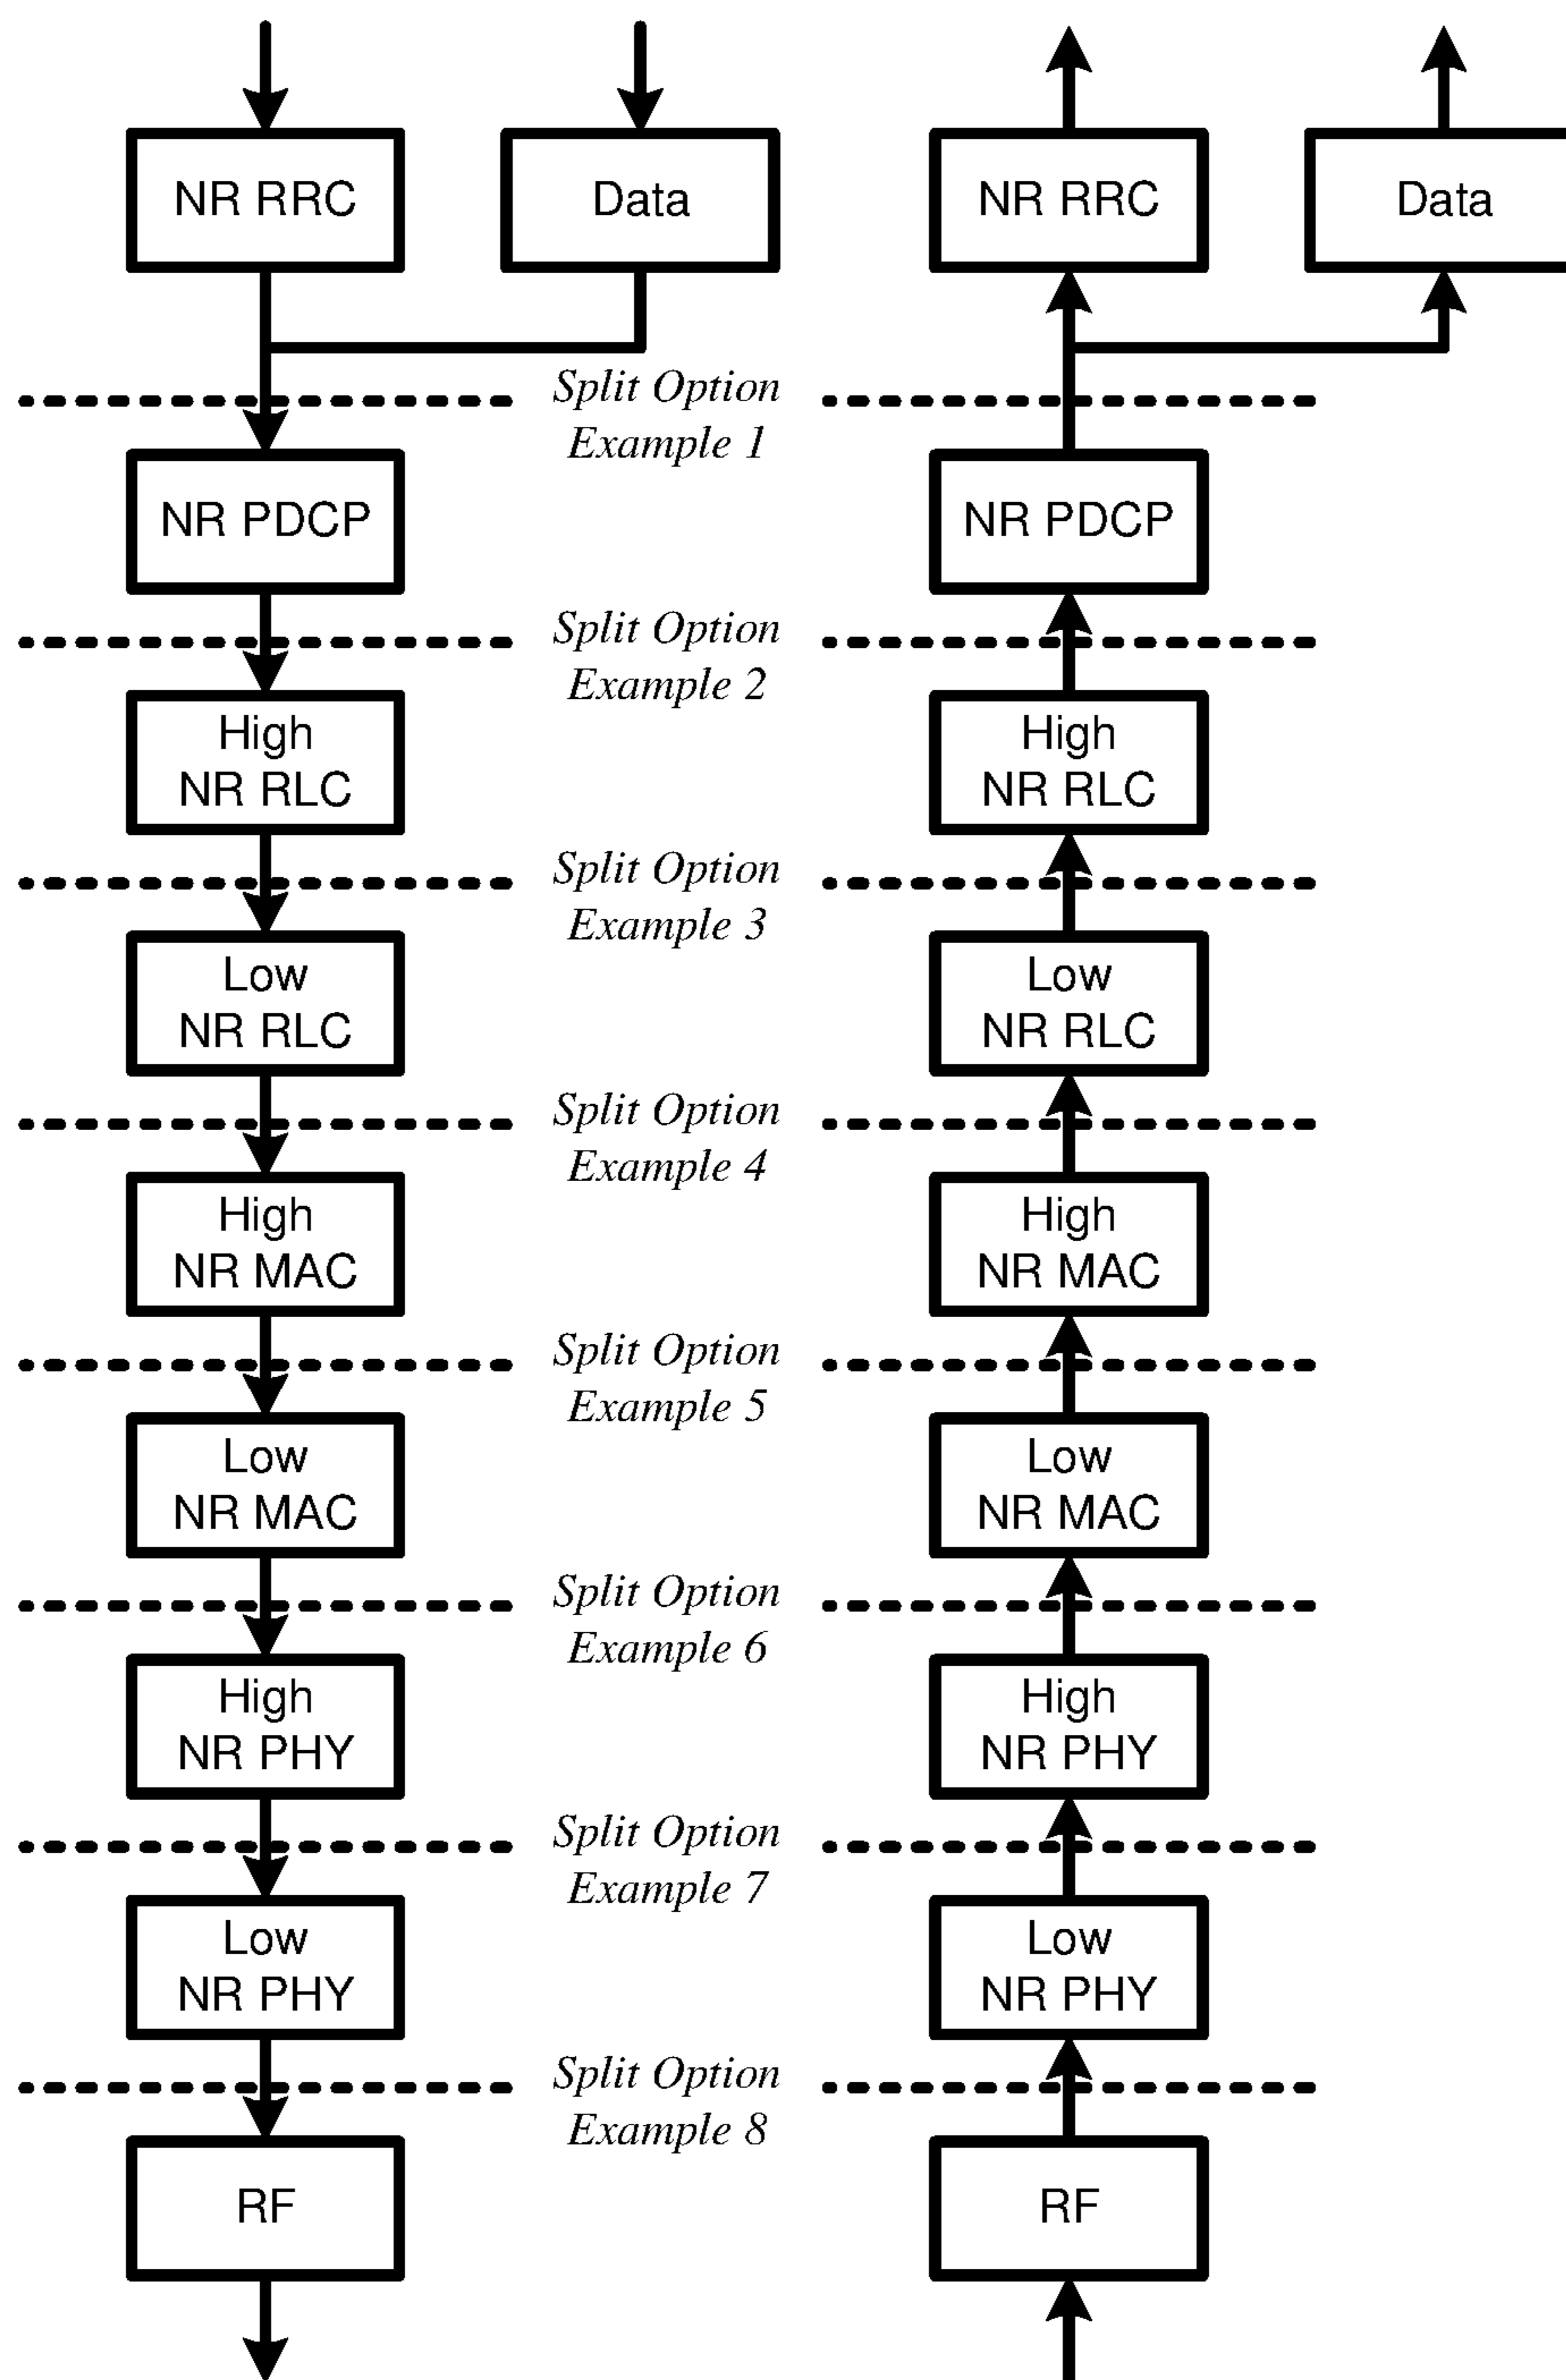 NR RRC
Data
NR RRC
Data
Split Option
Example 1
NR PDCP
NR PDCP
Split Option
Example 2
High
NR RLC
High
NR RLC
Split Option
Example 3
Low
NR RLC
Low
NR RLC
Split Option
Example 4
High
NR MAC
High
NR MAC
Split Option
Example 5
Low
NR MAC
Low
NR MAC
Split Option
Example 6
High
NR PHY
High
NR PHY
Split Option
Example 7
Low
NR PHY
Low
NR PHY
Split Option
Example 8
RF
RF